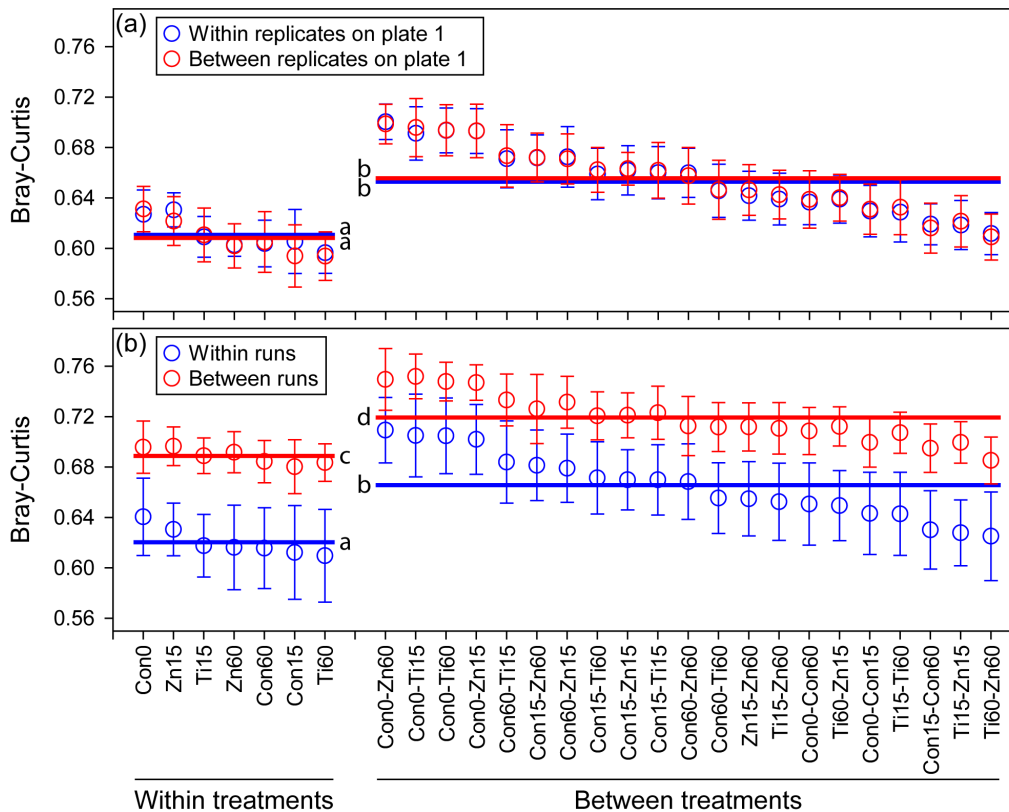 (a)
Within replicates on plate 1
Between replicates on plate 1
Bray-Curtis
0.76
0.72
0.68
0.64
0.60
0.56
a
a
b
b
(b)
Within runs
Between runs
Bray-Curtis
0.76
0.72
0.68
0.64
0.60
0.56
c
a
d
b
Con0
Zn15
Ti15
Zn60
Con60
Con15
Ti60
Con0-Zn60
Con0-Ti15
Con0-Ti60
Con0-Zn15
Con60-Ti15
Con15-Zn60
Con60-Zn15
Con15-Ti60
Con15-Zn15
Con15-Ti15
Con60-Zn60
Con60-Ti60
Zn15-Zn60
Ti15-Zn60
Con0-Con60
Ti60-Zn15
Con0-Con15
Ti15-Ti60
Con15-Con60
Ti15-Zn15
Ti60-Zn60
Within treatments
Between treatments